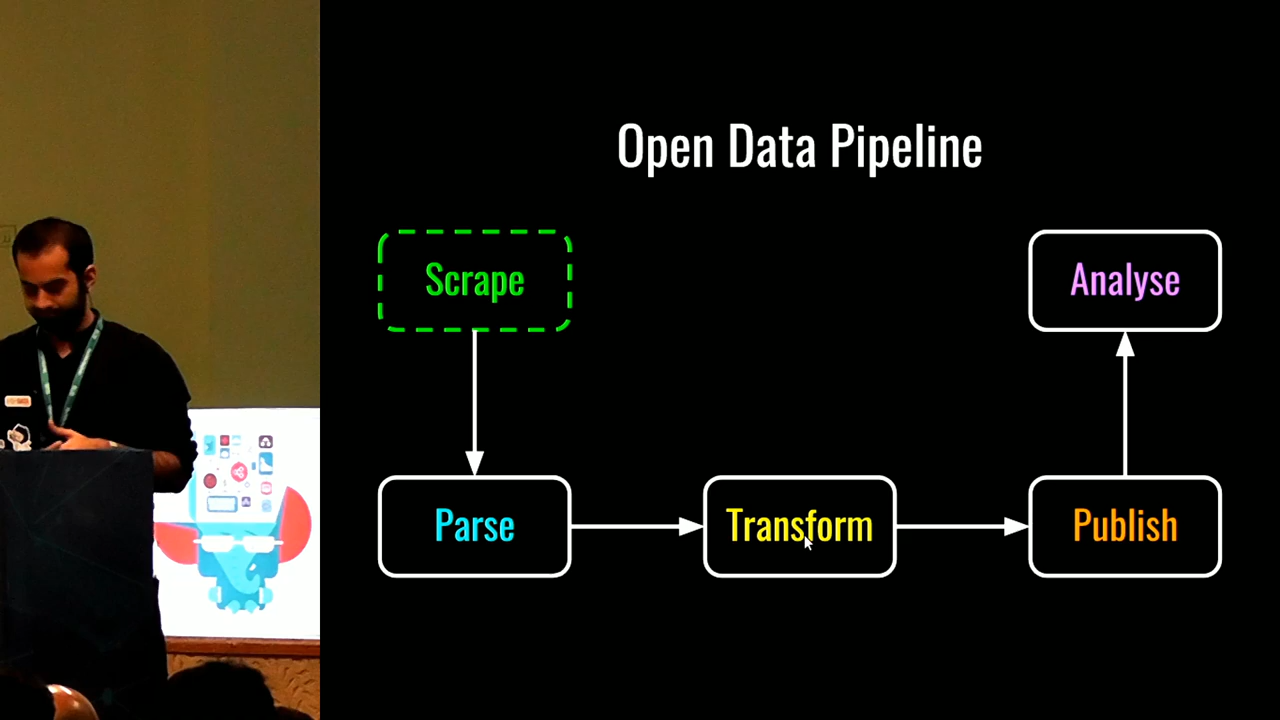 Open Data Pipeline
Scrape
Analyse
Parse
Transform
Publish